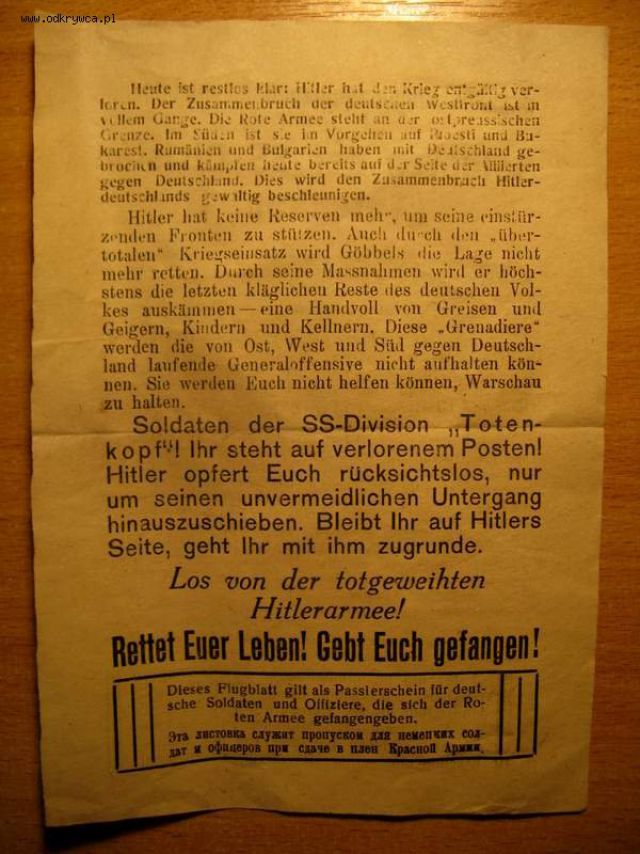 www.odkrywca.pl
Heute ist restlos klar: Hitler hat den Krieg entgültig ver-
loren. Der Zusammenbruch der deutschen Westfront ist in
vollem Gange. Die Rote Armee steht an der ostpreussischen
Grenze. Im Süden ist sie im Vorgehen auf Ploesti und Bu-
karest. Rumänien und Bulgarien haben mit Deutschland ge-
brochen und kämpfen heute bereits auf der Seite der Alliierten
gegen Deutschland. Dies wird den Zusammenbruch Hitler-
deutschlands gewaltig beschleunigen.
Hitler hat keine Reserven mehr, um seine einstür-
zenden Fronten zu stützen. Auch durch den „über-
totalen“ Kriegseinsatz wird Göbbels die Lage nicht
mehr retten. Durch seine Massnahmen wird er höch-
stens die letzten kläglichen Reste des deutschen Vol-
kes auskämmen—eine Handvoll von Greisen und
Geigern, Kindern und Kellnern. Diese „Grenadiere“
werden die von Ost, West und Süd gegen Deutsch-
land laufende Generaloffensive nicht aufhalten kön-
nen. Sie werden Euch nicht helfen können, Warschau
zu halten.
Soldaten der SS-Division „Toten-
kopf“! Ihr steht auf verlorenem Posten!
Hitler opfert Euch rücksichtslos, nur
um seinen unvermeidlichen Untergang
hinauszuschieben. Bleibt Ihr auf Hitlers
Seite, geht Ihr mit ihm zugrunde.
Los von der totgeweihten
Hitlerarmee!
Rettet Euer Leben! Gebt Euch gefangen!
Dieses Flugblatt gilt als Passierschein für deut-
sche Soldaten und Offiziere, die sich der Ro-
ten Armee gefangengeben.
Эта листовка служит пропуском для немецких сол-
дат и офицеров при сдаче в плен Красной Армии.